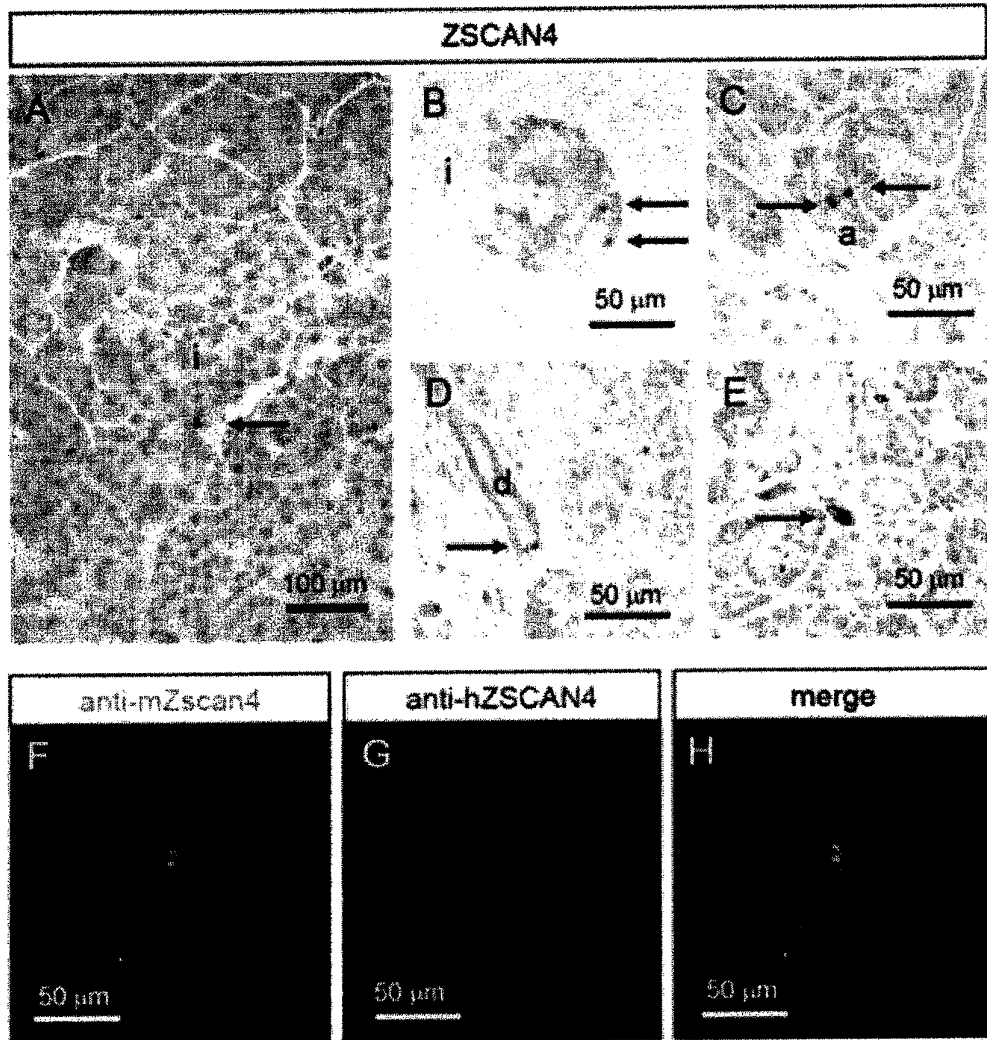 ZSCAN4
A
i
100 μm
B
i
50 μm
C
a
50 μm
D
d
50 μm
E
50 μm
anti-mZscan4
F
50 μm
anti-hZSCAN4
G
50 μm
merge
H
50 μm